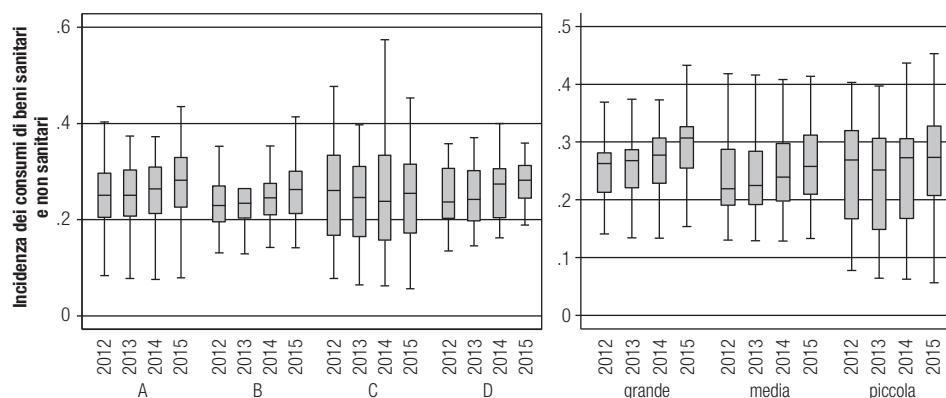 Incidenza dei consumi di beni sanitari
e non sanitari
.6
.4
.2
0
2012 2013 2014 2015 2012 2013 2014 2015 2012 2013 2014 2015 2012 2013 2014 2015
A B C D
.5
.4
.3
.2
.1
0
2012 2013 2014 2015 2012 2013 2014 2015 2012 2013 2014 2015
grande media piccola